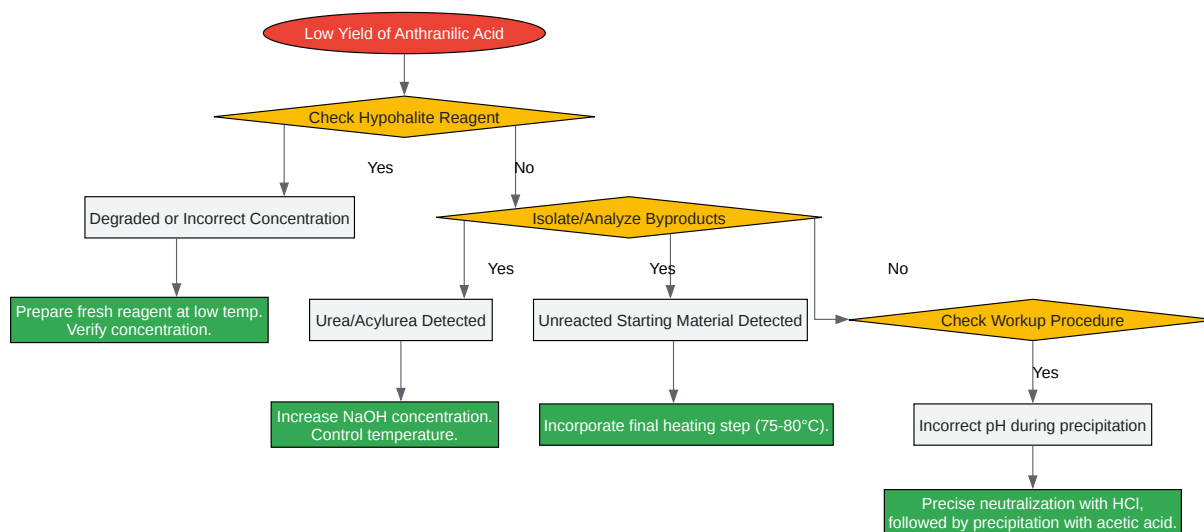 Low Yield of Anthranilic Acid
Check Hypohalite Reagent
Yes
No
Degraded or Incorrect Concentration
Isolate/Analyze Byproducts
Yes
Yes
No
Prepare fresh reagent at low temp.
Verify concentration.
Urea/Acylurea Detected
Unreacted Starting Material Detected
Check Workup Procedure
Yes
Increase NaOH concentration.
Control temperature.
Incorporate final heating step (75-80°C).
Incorrect pH during precipitation
Precise neutralization with HCl,
followed by precipitation with acetic acid.